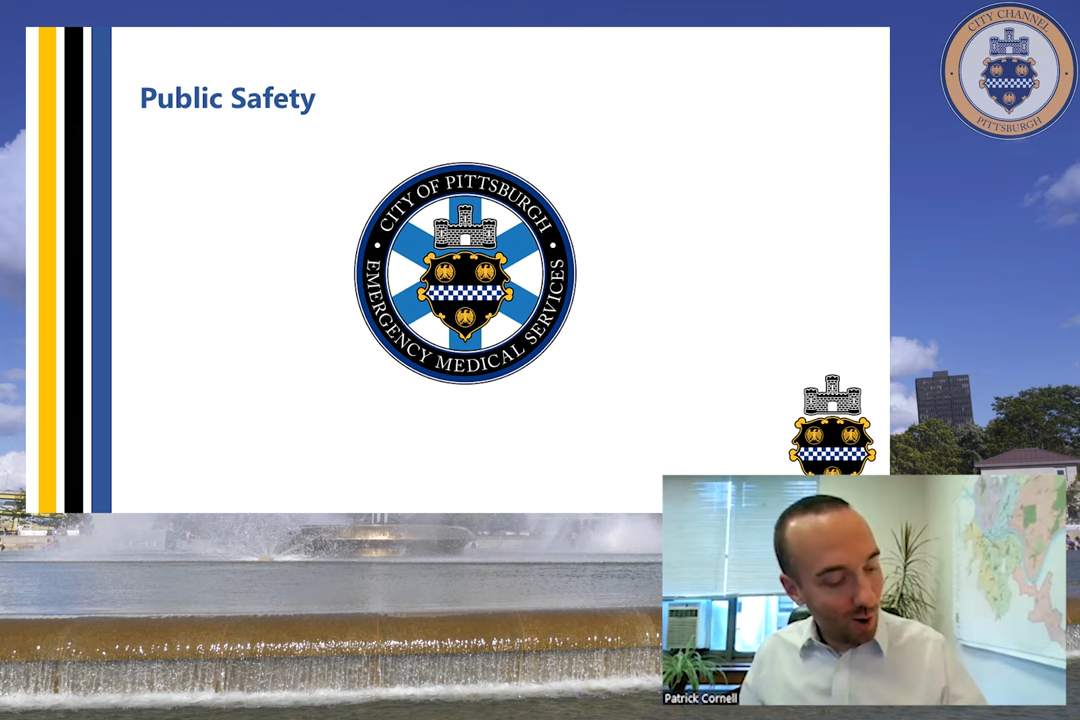 CITY CHANNEL
PITTSBURGH
Public Safety
CITY OF PITTSBURGH
EMERGENCY MEDICAL SERVICES
Patrick Cornell